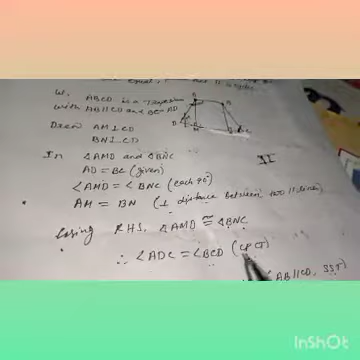 equal,
W. ABCD is a Trapezium
with AB||CD and BC = AD
Draw AM⊥CD
BN⊥CD
In ∆AMD and ∆BNC
AD = BC (given)
∠AMD = ∠BNC (each 90°)
AM = BN (⊥ distance between two || lines)
Using RHS, ∆AMD ≅ ∆BNC
∴ ∠ADC = ∠BCD (CPCT)
AB||CD,
InShot